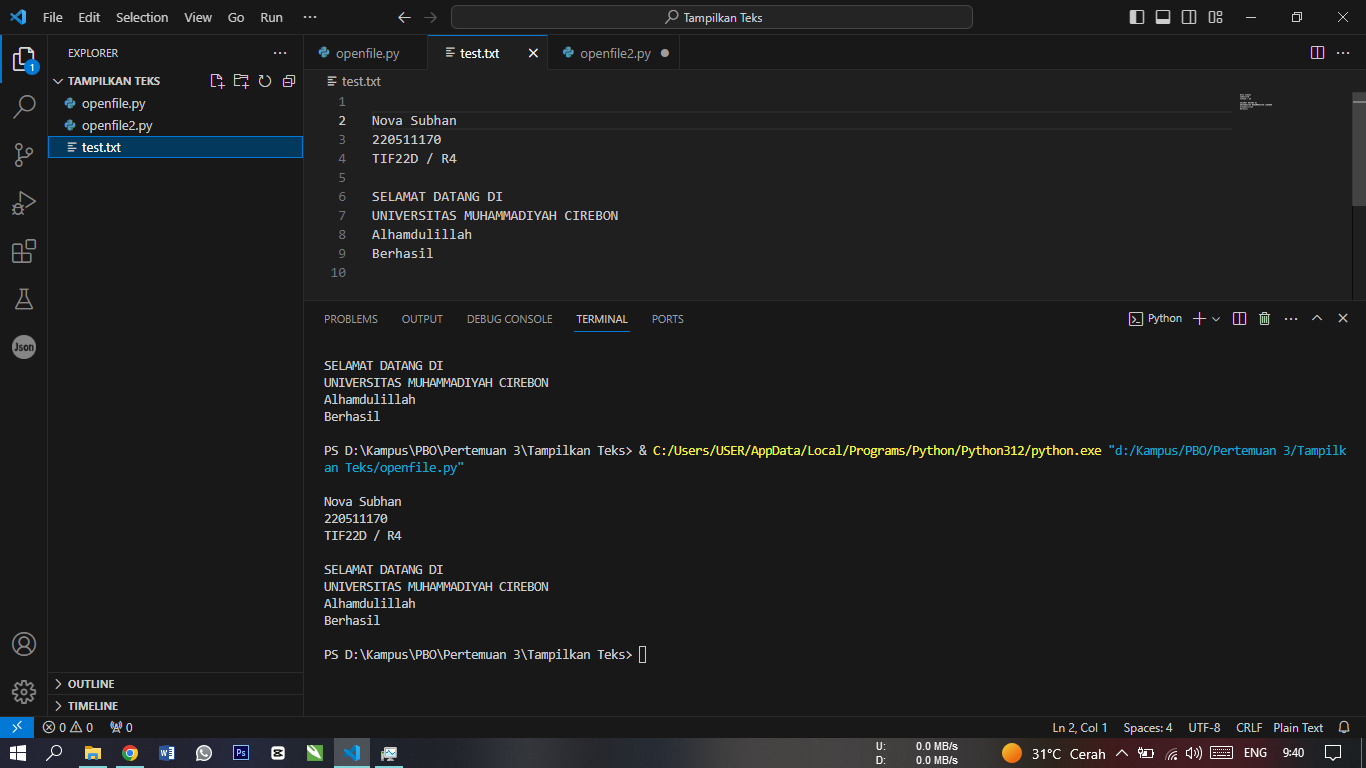 File Edit Selection View Go Run ··· Tampilkan Teks
EXPLORER ···
1
TAMPILKAN TEKS
openfile.py
openfile2.py
test.txt
Json
OUTLINE
TIMELINE
openfile.py test.txt openfile2.py ···
test.txt
1
2 Nova Subhan
3 220511170
4 TIF22D / R4
5
6 SELAMAT DATANG DI
7 UNIVERSITAS MUHAMMADIYAH CIREBON
8 Alhamdulillah
9 Berhasil
10
PROBLEMS OUTPUT DEBUG CONSOLE TERMINAL PORTS Python ···
SELAMAT DATANG DI
UNIVERSITAS MUHAMMADIYAH CIREBON
Alhamdulillah
Berhasil
PS D:\Kampus\PBO\Pertemuan 3\Tampilkan Teks> & C:/Users/USER/AppData/Local/Programs/Python/Python312/python.exe "d:/Kampus/PBO/Pertemuan 3/Tampilk
an Teks/openfile.py"
Nova Subhan
220511170
TIF22D / R4
SELAMAT DATANG DI
UNIVERSITAS MUHAMMADIYAH CIREBON
Alhamdulillah
Berhasil
PS D:\Kampus\PBO\Pertemuan 3\Tampilkan Teks>
0 0 0 Ln 2, Col 1 Spaces: 4 UTF-8 CRLF Plain Text
W Ps U: 0.0 MB/s 31°C Cerah ENG 9:40
D: 0.0 MB/s